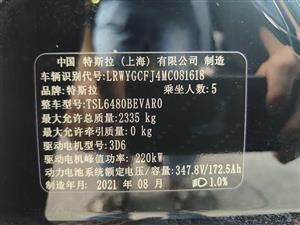 中国 特斯拉 (上海) 有限公司 制造
车辆识别代号: LRWYGCFJ4MC081618
品牌: 特斯拉 乘坐人数: 5
整车型号: TSL6480BEVAR0
最大允许总质量: 2335 kg
最大允许牵引质量: 0 kg
驱动电机型号: 3D6
驱动电机峰值功率: 220kW
动力电池系统额定电压/容量: 347.8V/172.5Ah
制造年月: 2021 年 08 月 1.0%